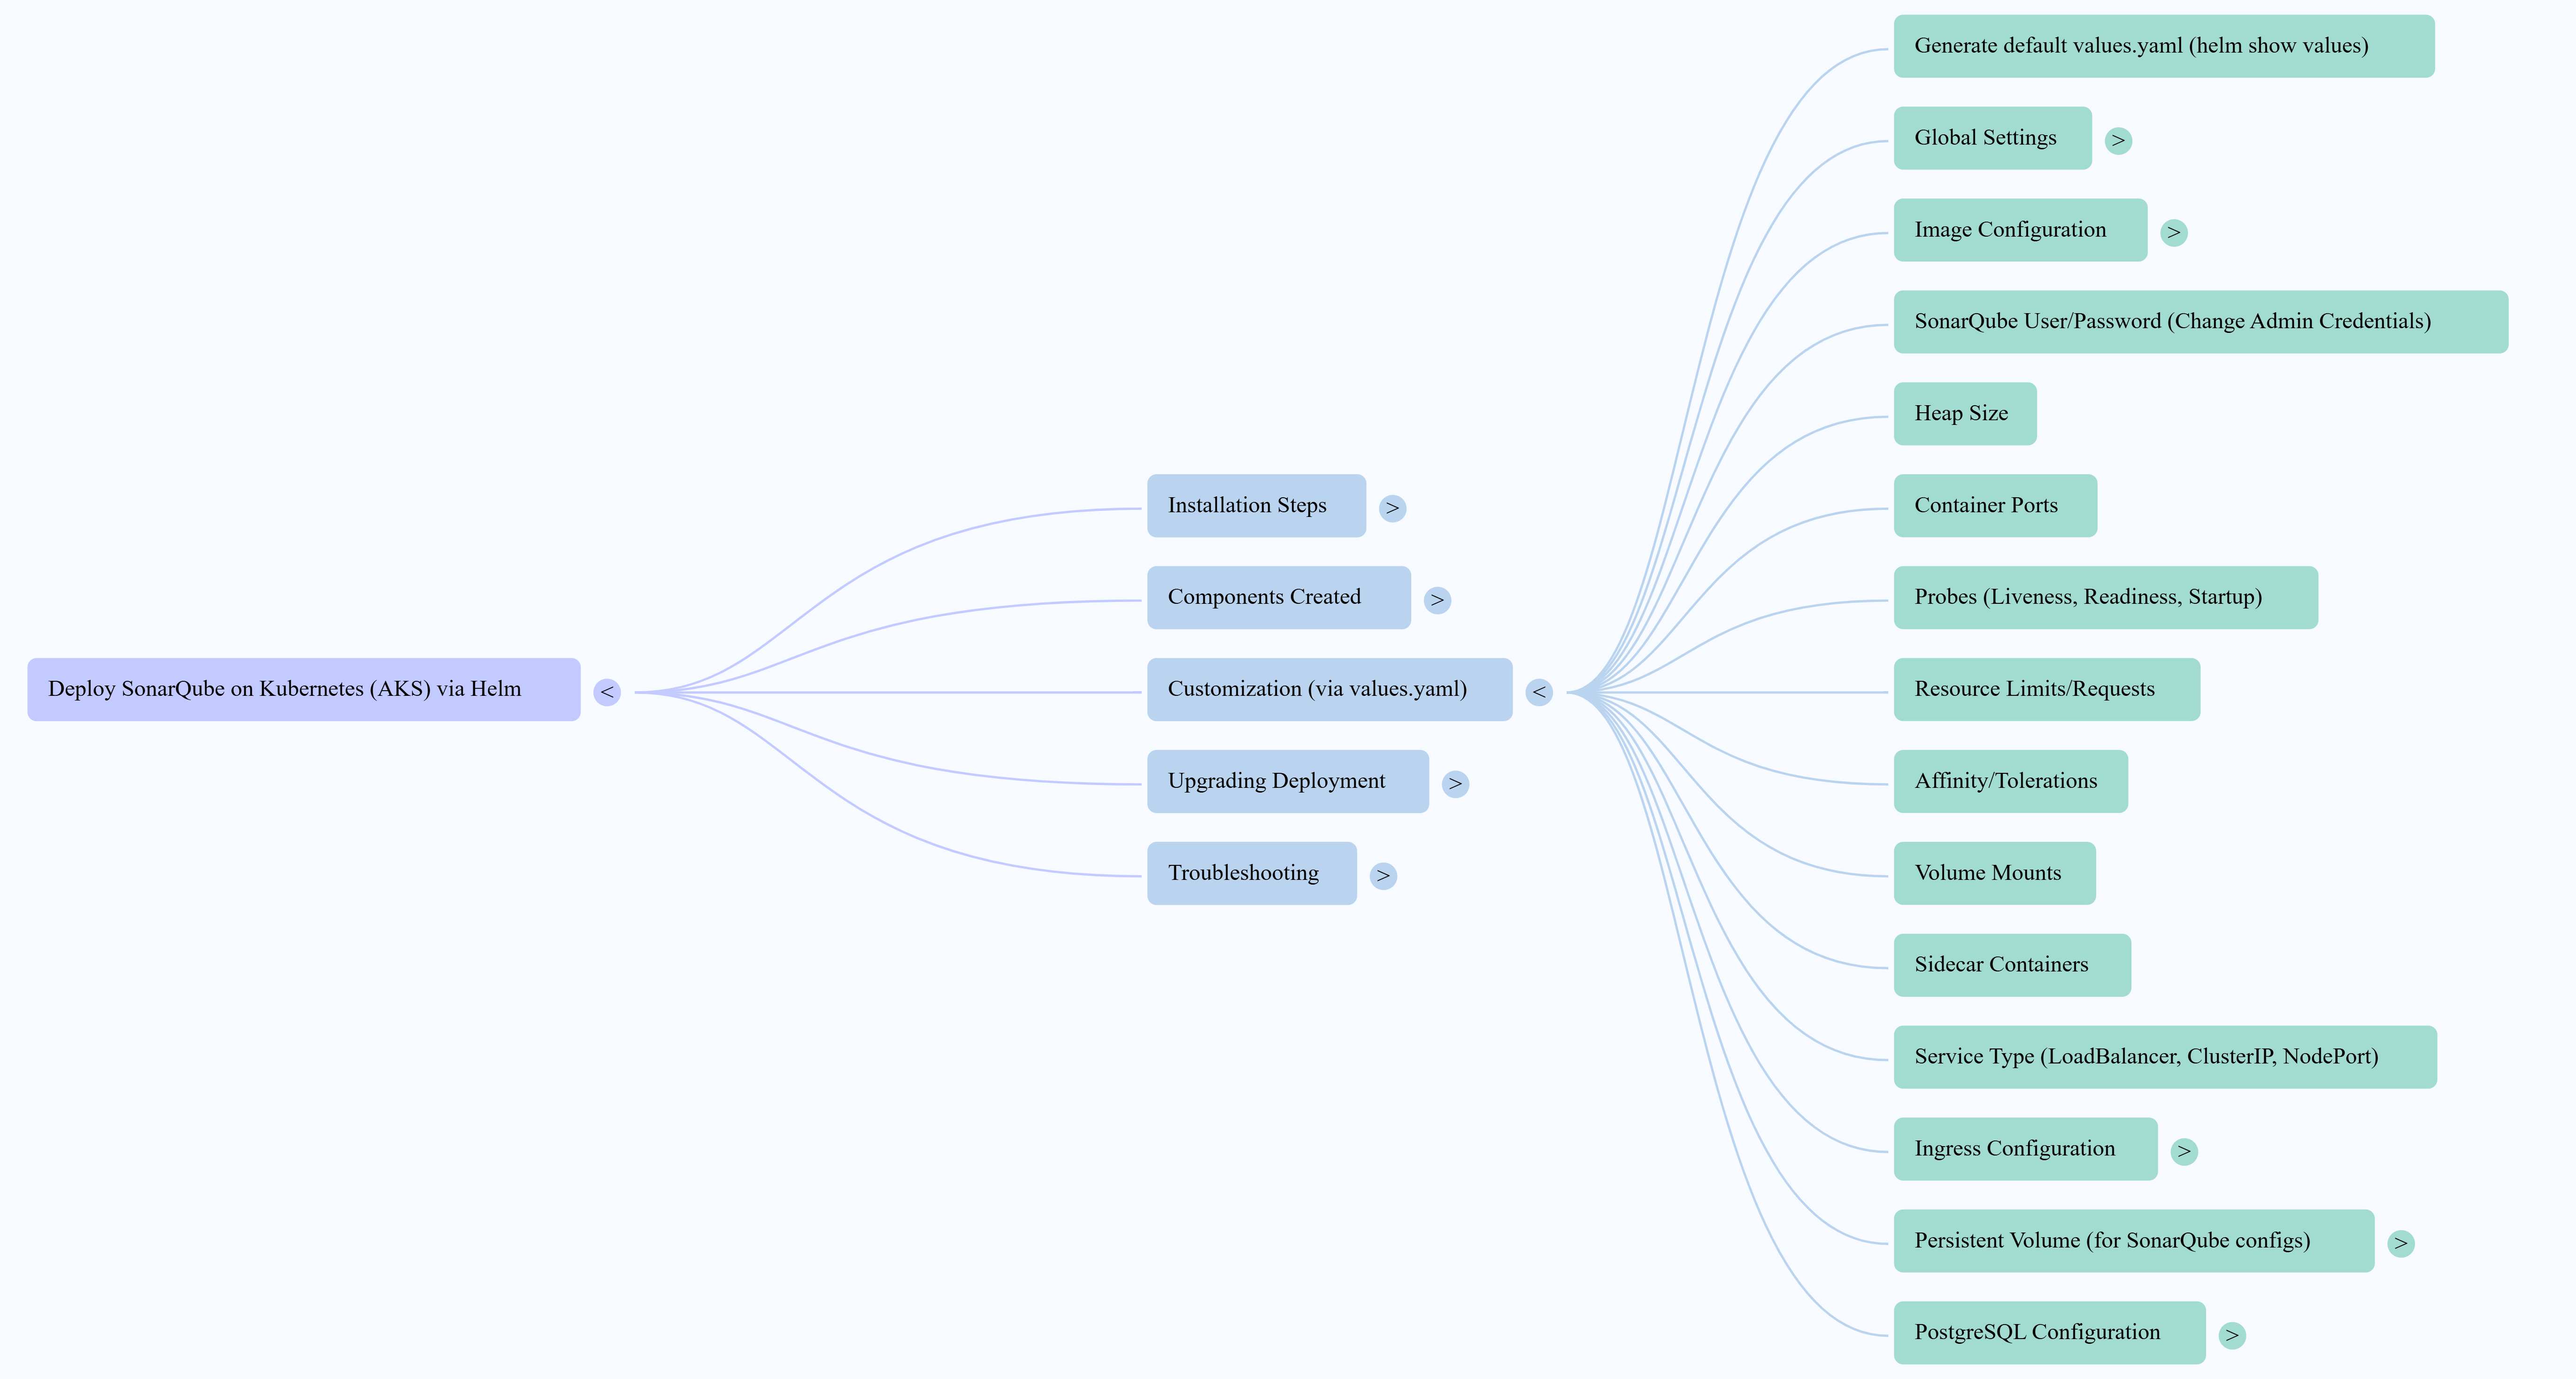 Deploy SonarQube on Kubernetes (AKS) via Helm
<
Installation Steps
>
Components Created
>
Customization (via values.yaml)
<
Upgrading Deployment
>
Troubleshooting
>
Generate default values.yaml (helm show values)
Global Settings
>
Image Configuration
>
SonarQube User/Password (Change Admin Credentials)
Heap Size
Container Ports
Probes (Liveness, Readiness, Startup)
Resource Limits/Requests
Affinity/Tolerations
Volume Mounts
Sidecar Containers
Service Type (LoadBalancer, ClusterIP, NodePort)
Ingress Configuration
>
Persistent Volume (for SonarQube configs)
>
PostgreSQL Configuration
>